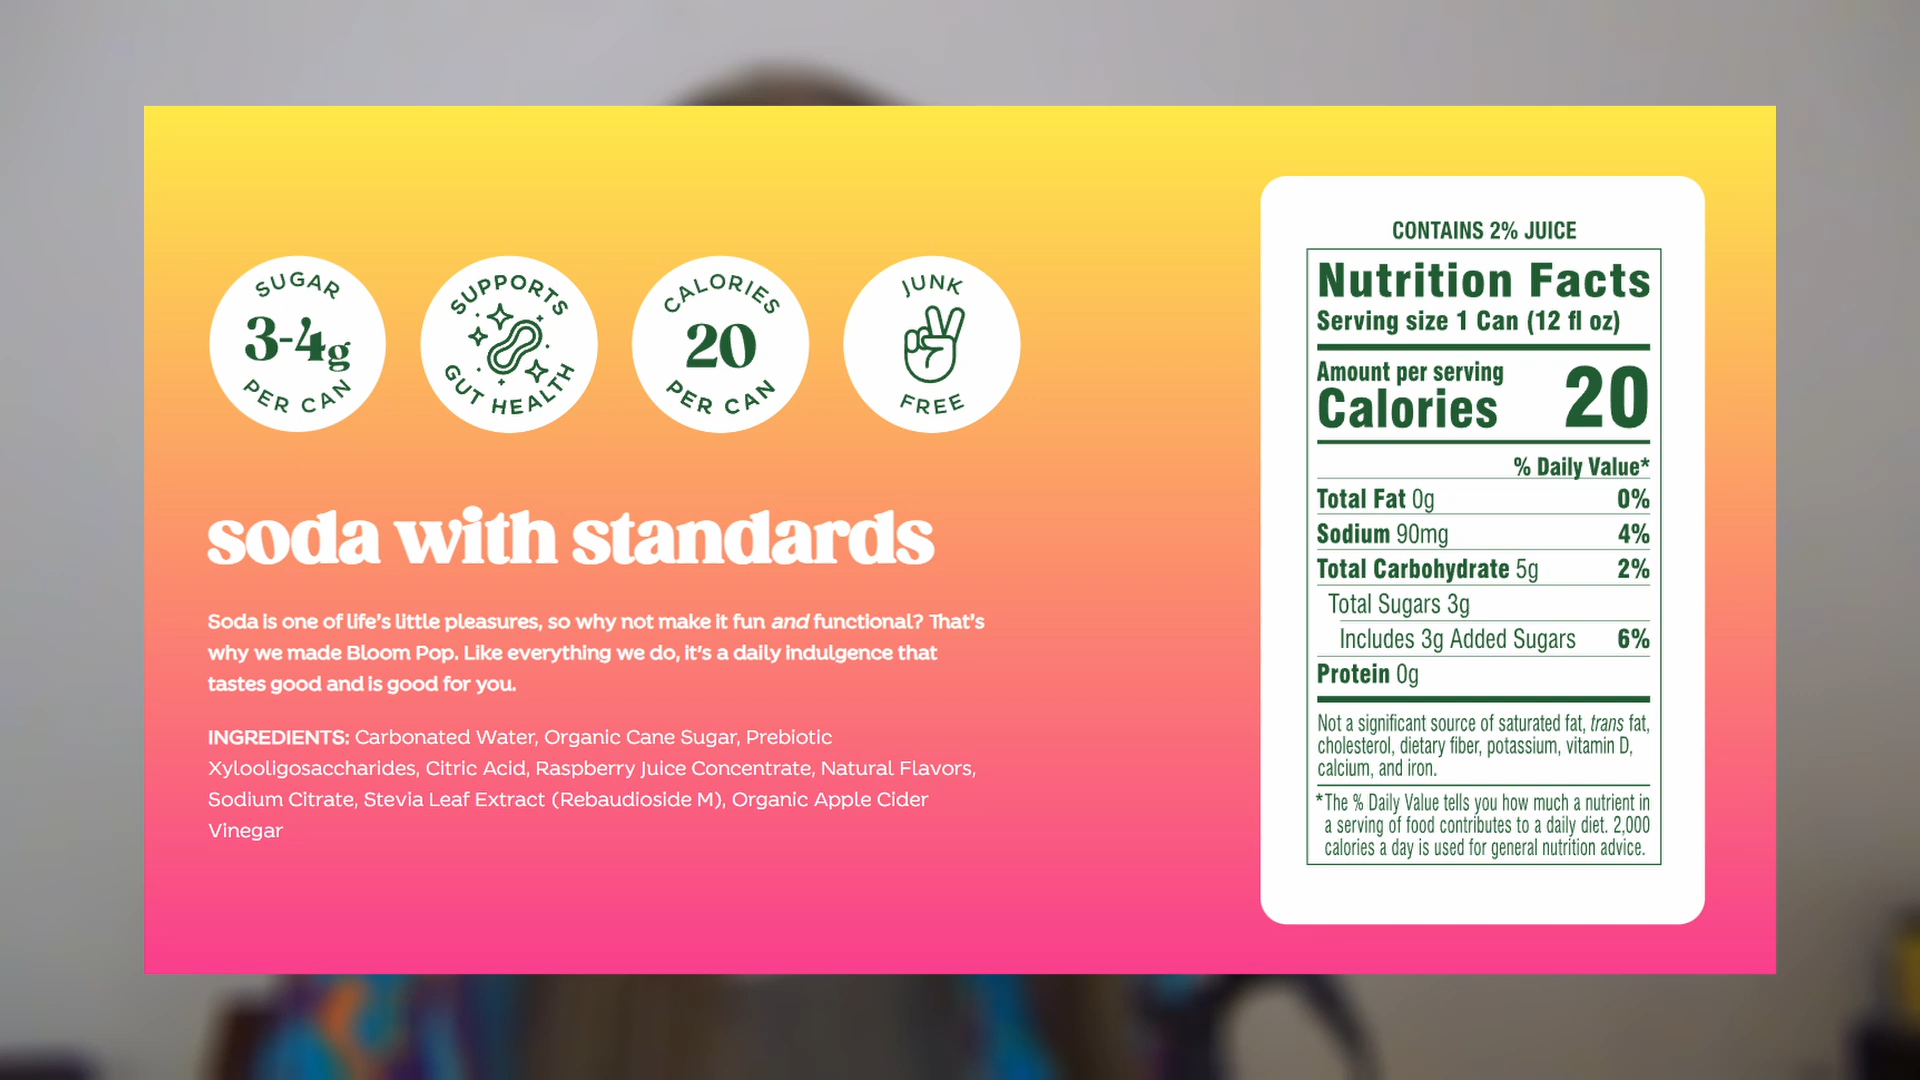 SUGAR
3-4g
PER CAN
SUPPORTS
GUT HEALTH
CALORIES
20
PER CAN
JUNK
FREE
soda with standards
Soda is one of life's little pleasures, so why not make it fun and functional? That's
why we made Bloom Pop. Like everything we do, it's a daily indulgence that
tastes good and is good for you.
INGREDIENTS: Carbonated Water, Organic Cane Sugar, Prebiotic
Xylooligosaccharides, Citric Acid, Raspberry Juice Concentrate, Natural Flavors,
Sodium Citrate, Stevia Leaf Extract (Rebaudioside M), Organic Apple Cider
Vinegar
CONTAINS 2% JUICE
Nutrition Facts
Serving size 1 Can (12 fl oz)
Amount per serving
Calories 20
% Daily Value*
Total Fat 0g 0%
Sodium 90mg 4%
Total Carbohydrate 5g 2%
Total Sugars 3g
Includes 3g Added Sugars 6%
Protein 0g
Not a significant source of saturated fat, trans fat,
cholesterol, dietary fiber, potassium, vitamin D,
calcium, and iron.
*The % Daily Value tells you how much a nutrient in
a serving of food contributes to a daily diet. 2,000
calories a day is used for general nutrition advice.